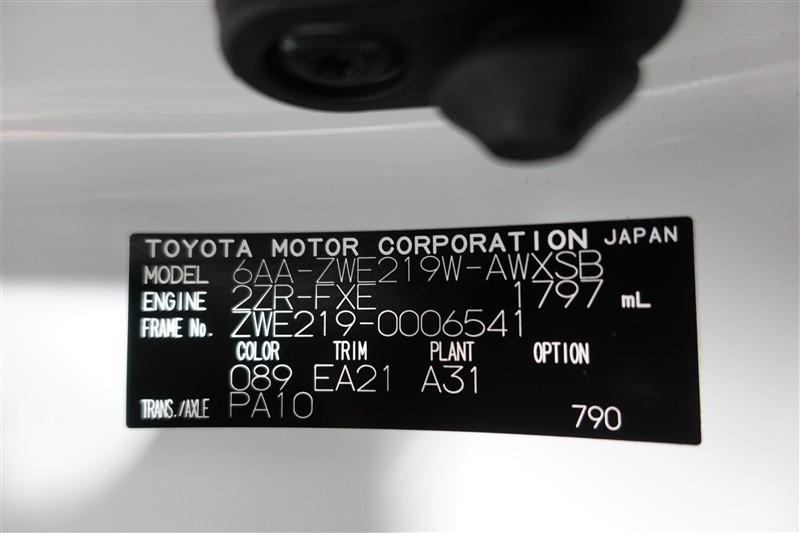 TOYOTA MOTOR CORPORATION JAPAN
MODEL 6AA-ZWE219W-AWXSB
ENGINE 2ZR-FXE 1797 mL
FRAME No. ZWE219-0006541
COLOR TRIM PLANT OPTION
089 EA21 A31
TRANS./AXLE PA10 790